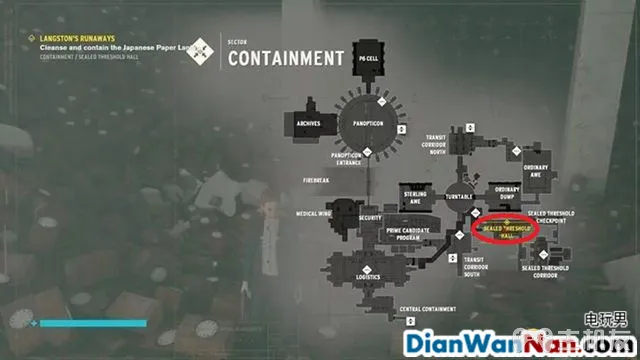 LANGSTON'S RUNAWAYS
Cleanse and contain the Japanese Paper Lan
CONTAINMENT / SEALED THRESHOLD HALL
SECTOR
CONTAINMENT
P6 CELL
ARCHIVES
PANOPTICON
TRANSIT
CORRIDOR
NORTH
PANOPTICON
ENTRANCE
ORDINARY
AWE
FIREBREAK
STERLING
AWE
TURNTABLE
ORDINARY
DUMP
MEDICAL WING
SECURITY
PRIME CANDIDATE
PROGRAM
SEALED THRESHOLD
CHECKPOINT
SEALED THRESHOLD
HALL
LOGISTICS
TRANSIT
CORRIDOR
SOUTH
SEALED THRESHOLD
CORRIDOR
CENTRAL CONTAINMENT
电玩男
DianWanNan.com